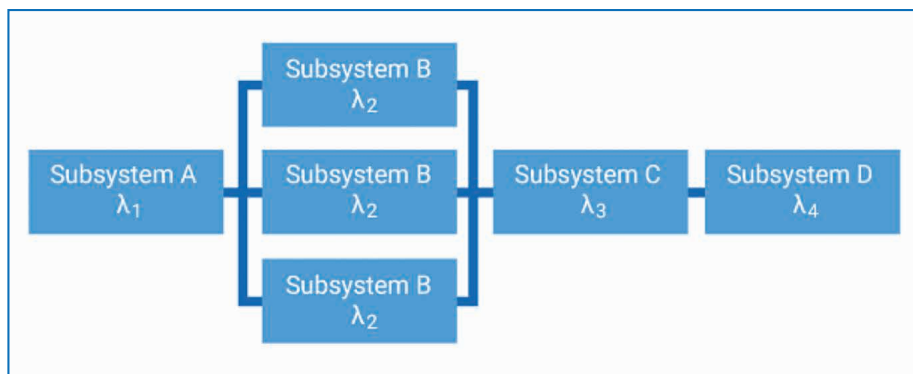 Subsystem B
λ₂
Subsystem A
λ₁
Subsystem B
λ₂
Subsystem C
λ₃
Subsystem D
λ₄
Subsystem B
λ₂